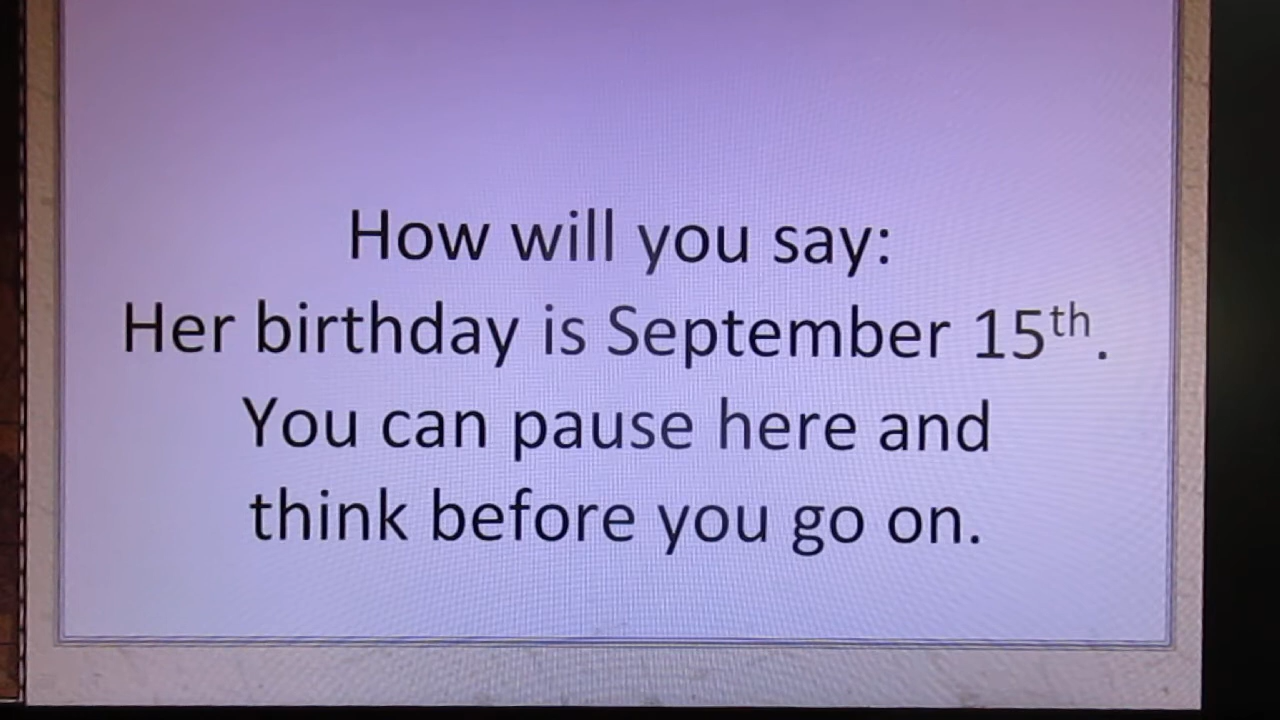 How will you say:
Her birthday is September 15th.
You can pause here and
think before you go on.